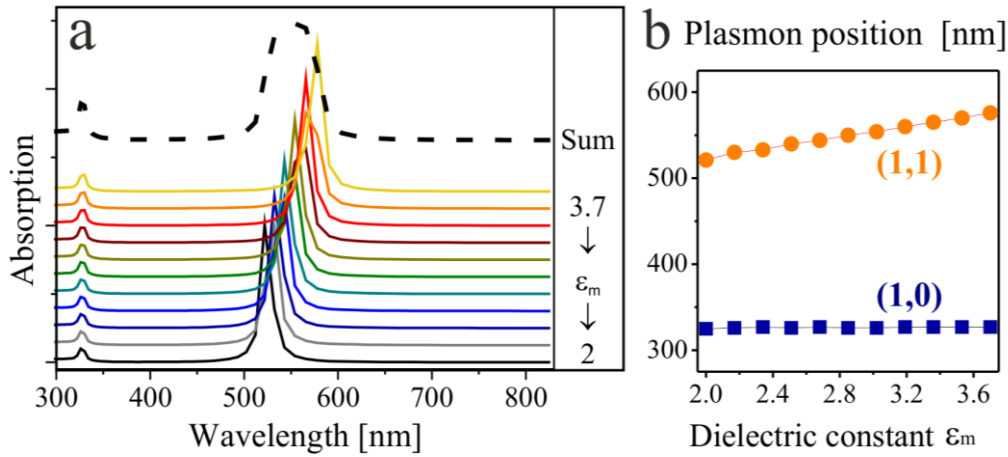 a
Absorption
Sum
3.7
↓
εm
↓
2
300 400 500 600 700 800
Wavelength [nm]
b Plasmon position [nm]
600
500
400
300
(1,1)
(1,0)
2.0 2.4 2.8 3.2 3.6
Dielectric constant εm